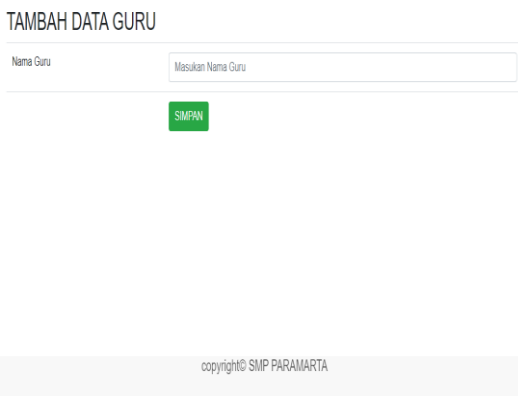 TAMBAH DATA GURU
Nama Guru
Masukan Nama Guru
SIMPAN
copyright© SMP PARAMARTA